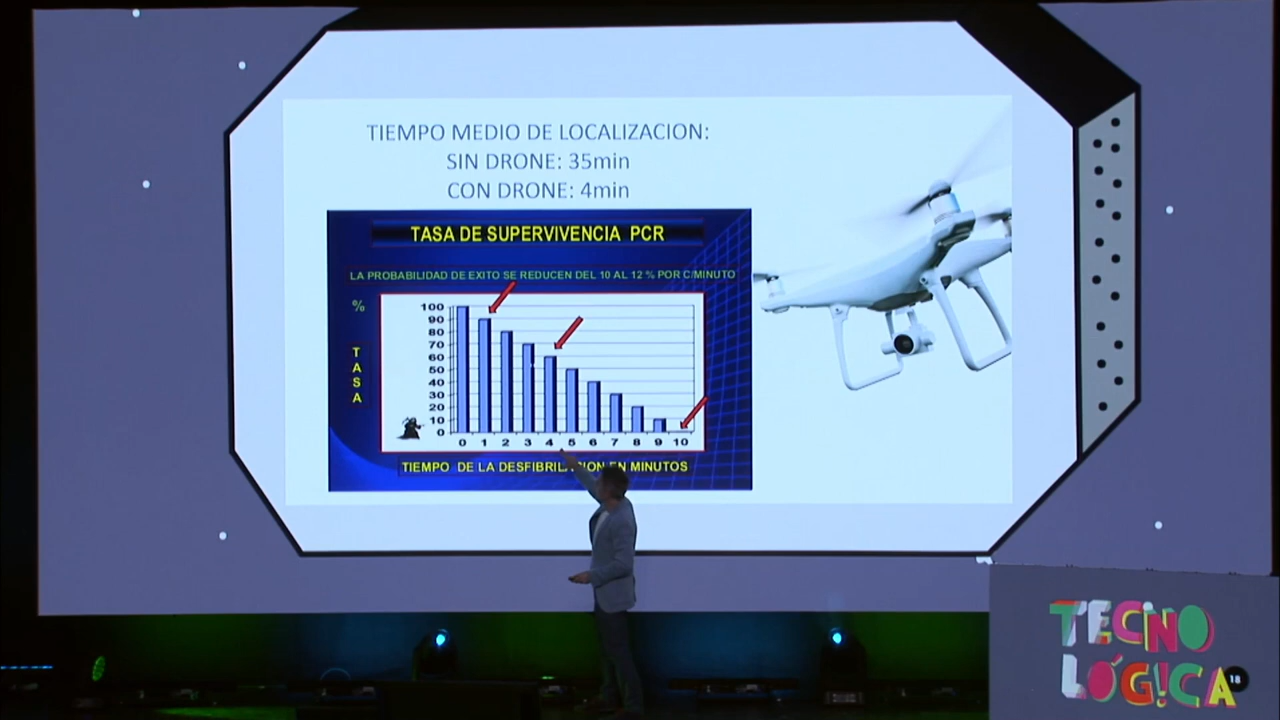 TIEMPO MEDIO DE LOCALIZACION:
SIN DRONE: 35min
CON DRONE: 4min
TASA DE SUPERVIVENCIA PCR
LA PROBABILIDAD DE EXITO SE REDUCEN DEL 10 AL 12 % POR C/MINUTO
%
TASA
100
90
80
70
60
50
40
30
20
10
0
0 1 2 3 4 5 6 7 8 9 10
TIEMPO DE LA DESFIBRILACION EN MINUTOS
TECNO
LÓG!CA 18